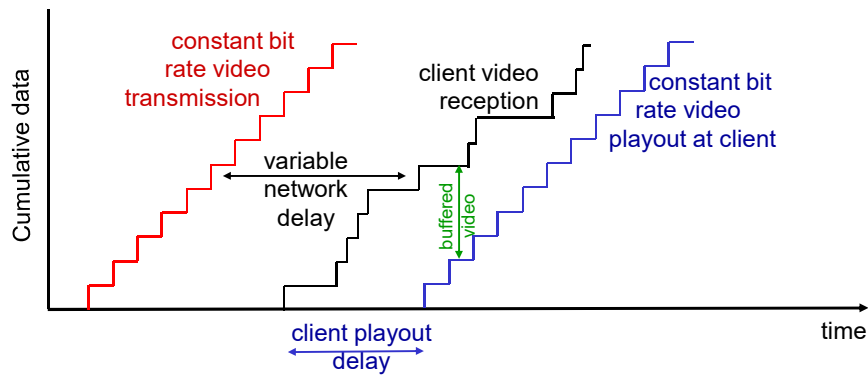 constant bit
rate video
transmission
client video
reception
constant bit
rate video
playout at client
variable
network
delay
buffered
video
Cumulative data
client playout
delay
time